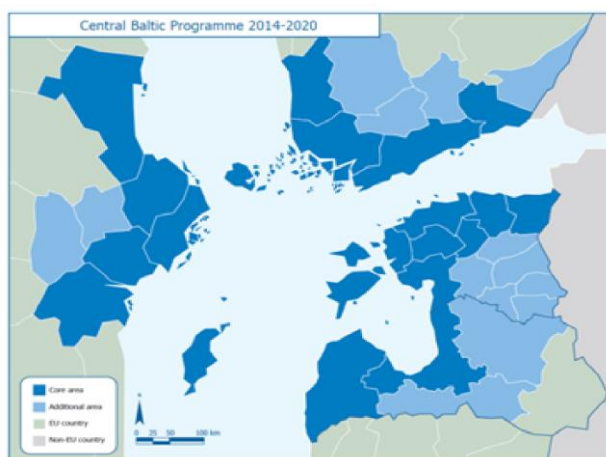 Central Baltic Programme 2014-2020
Core area
Additional area
EU country
Non-EU country
0 25 50 100 km